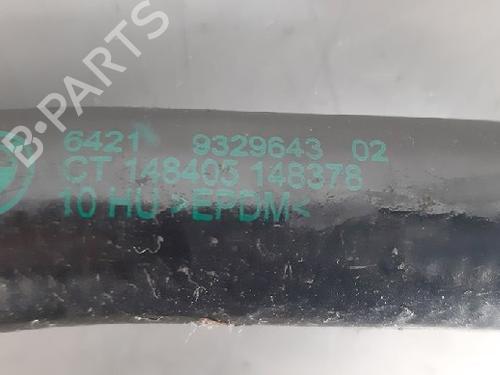 B-PARTS
6421 9329643 02
CT 148405 148378
10 HU >EPDM<